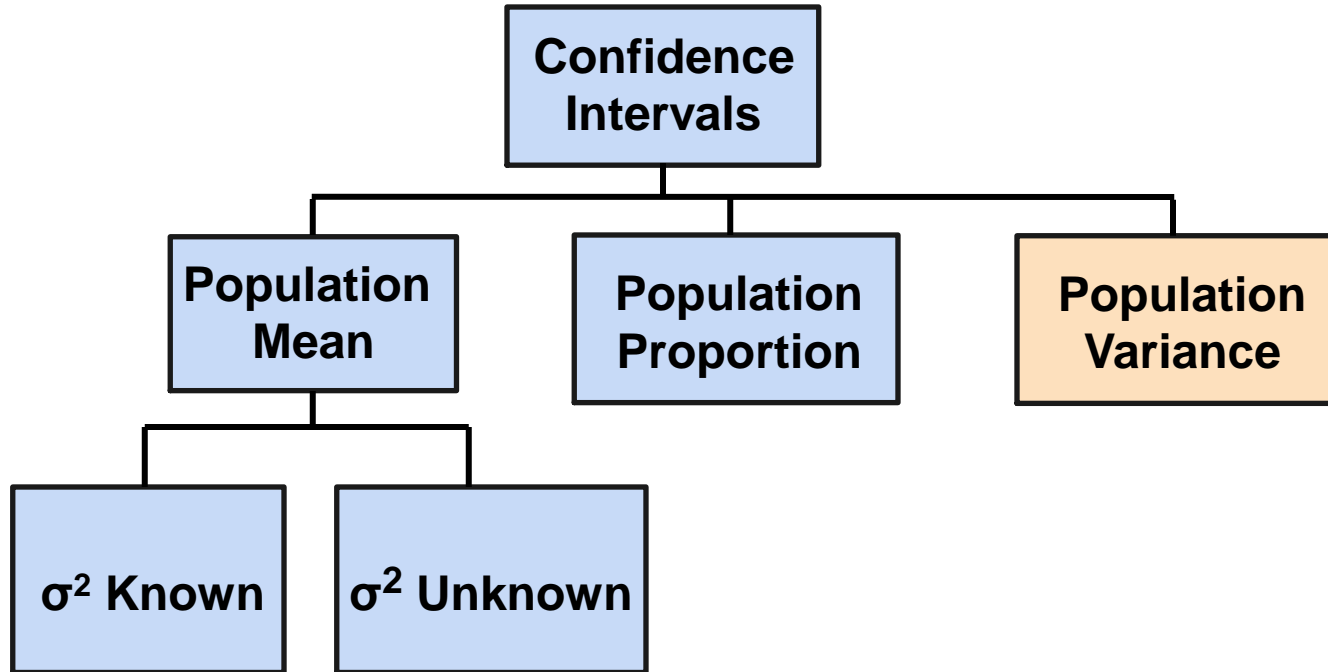 Confidence
Intervals
Population
Mean
Population
Proportion
Population
Variance
σ² Known
σ² Unknown